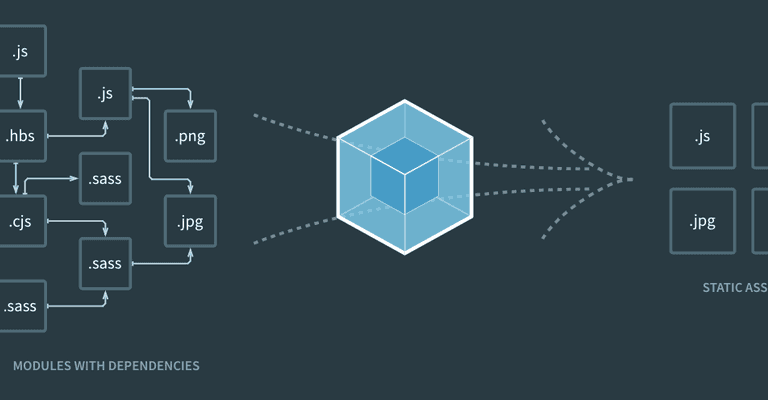 .js
.js
.hbs
.png
.js
.sass
.cjs
.jpg
.jpg
.sass
.sass
STATIC ASS
MODULES WITH DEPENDENCIES